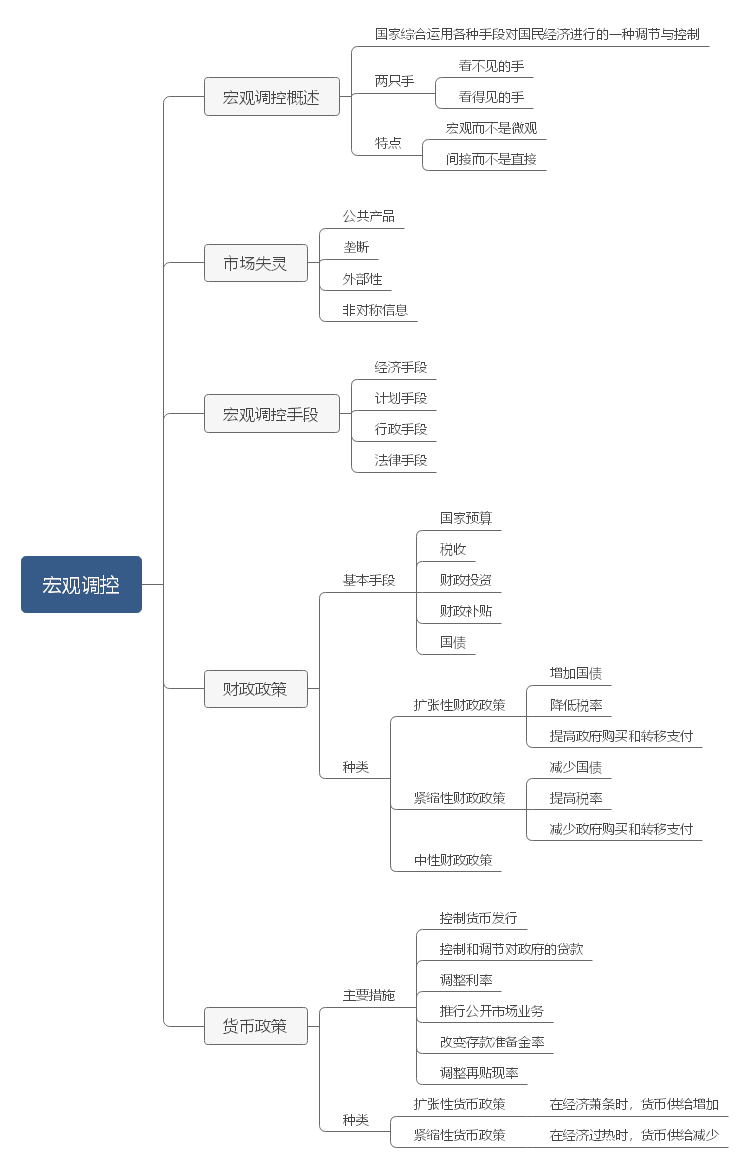 宏观调控
宏观调控概述
国家综合运用各种手段对国民经济进行的一种调节与控制
两只手
看不见的手
看得见的手
特点
宏观而不是微观
间接而不是直接
市场失灵
公共产品
垄断
外部性
非对称信息
宏观调控手段
经济手段
计划手段
行政手段
法律手段
财政政策
基本手段
国家预算
税收
财政投资
财政补贴
国债
种类
扩张性财政政策
增加国债
降低税率
提高政府购买和转移支付
紧缩性财政政策
减少国债
提高税率
减少政府购买和转移支付
中性财政政策
货币政策
主要措施
控制货币发行
控制和调节对政府的贷款
调整利率
推行公开市场业务
改变存款准备金率
调整再贴现率
种类
扩张性货币政策
在经济萧条时，货币供给增加
紧缩性货币政策
在经济过热时，货币供给减少